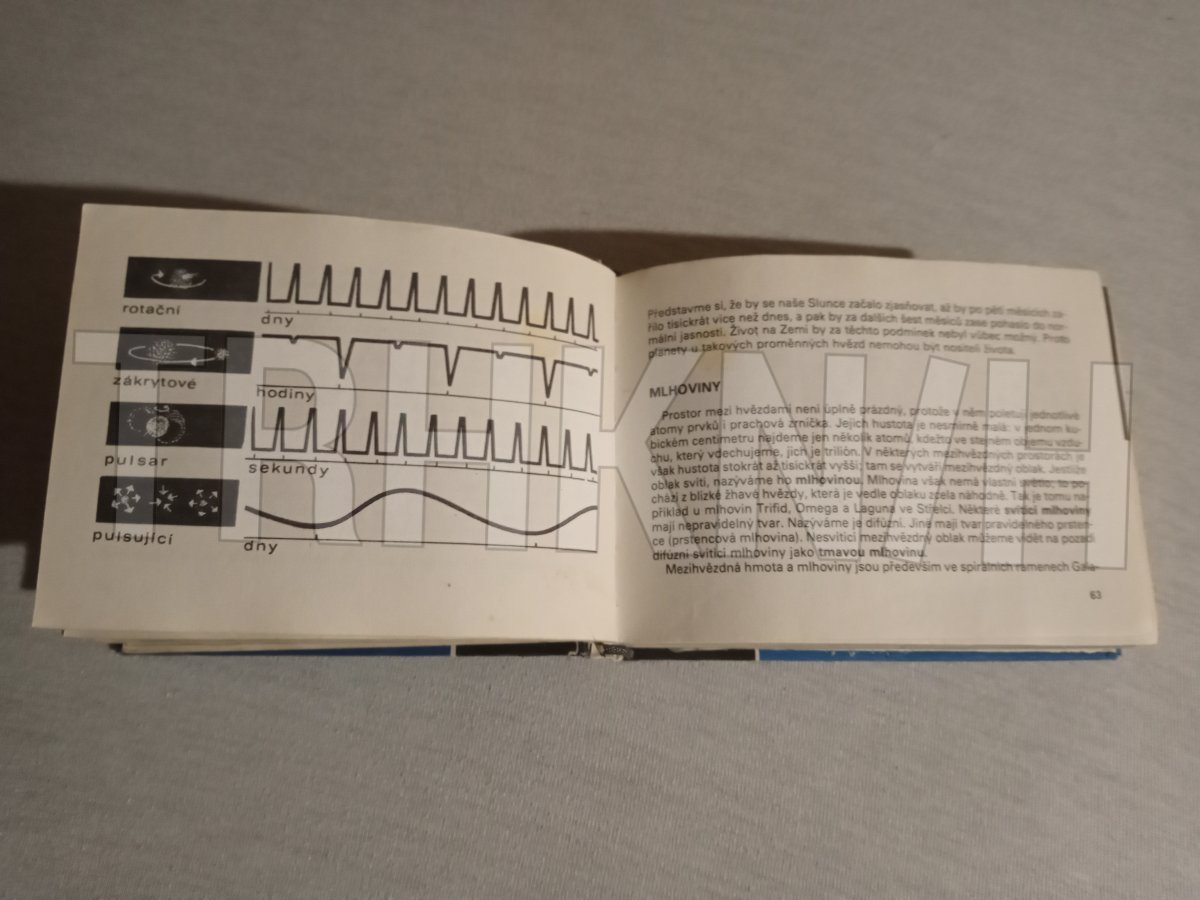 rotační
dny
zákrytové
hodiny
pulsar
sekundy
pulsující
dny
Představme si, že by se naše Slunce začalo zjasňovat, až by po pěti měsících zá-
řilo tisíckrát více než dnes, a pak by za dalších šest měsíců zase pohaslo do nor-
mální jasnosti. Život na Zemi by za těchto podmínek nebyl vůbec možný. Proto
planety u takových proměnných hvězd nemohou být nositeli života.
MLHOVINY
Prostor mezi hvězdami není úplně prázdný, protože v něm poletují jednotlivé
atomy prvků i prachová zrníčka. Jejich hustota je nesmírně malá: v jednom ku-
bickém centimetru najdeme jen několik atomů, kdežto ve stejném objemu vzdu-
chu, který vdechujeme, jich je trilión. V některých mezihvězdných prostorách je
však hustota stokrát až tisíckrát vyšší; tam se vytváří mezihvězdný oblak. Jestliže
oblak svítí, nazýváme ho mlhovinou. Mlhovina však nemá vlastní světlo; to po-
chází z blízké žhavé hvězdy, která je vedle oblaku zcela náhodně. Tak je tomu na-
příklad u mlhovin Trifid, Omega a Laguna ve Střelci. Některé svítící mlhoviny
mají nepravidelný tvar. Nazýváme je difúzní. Jiné mají tvar pravidelného prsten-
ce (prstencová mlhovina). Nesvítící mezihvězdný oblak můžeme vidět na pozadí
difúzní svítící mlhoviny jako tmavou mlhovinu.
Mezihvězdná hmota a mlhoviny jsou především ve spirálních ramenech Gala-
63